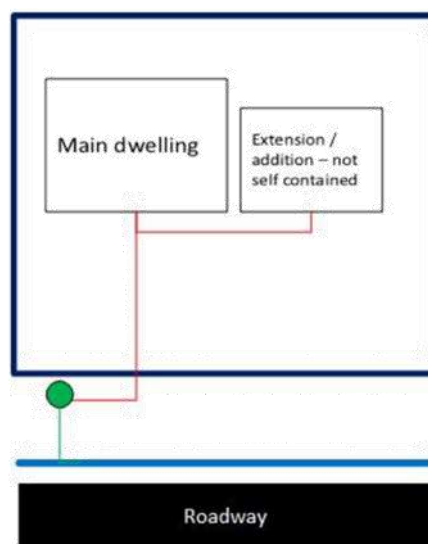 Main dwelling
Extension /
addition – not
self contained
Roadway